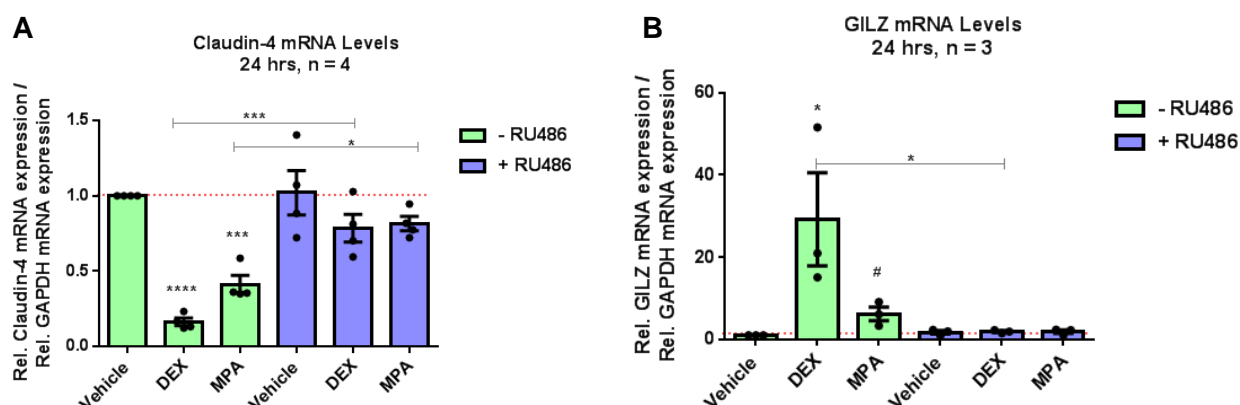 A
Claudin-4 mRNA Levels
24 hrs, n = 4
Rel. Claudin-4 mRNA expression /
Rel. GAPDH mRNA expression
1.5
1.0
0.5
0.0
***
*
****
***
Vehicle
DEX
MPA
Vehicle
DEX
MPA
- RU486
+ RU486
B
GILZ mRNA Levels
24 hrs, n = 3
Rel. GILZ mRNA expression /
Rel. GAPDH mRNA expression
60
40
20
0
*
*
#
Vehicle
DEX
MPA
Vehicle
DEX
MPA
- RU486
+ RU486